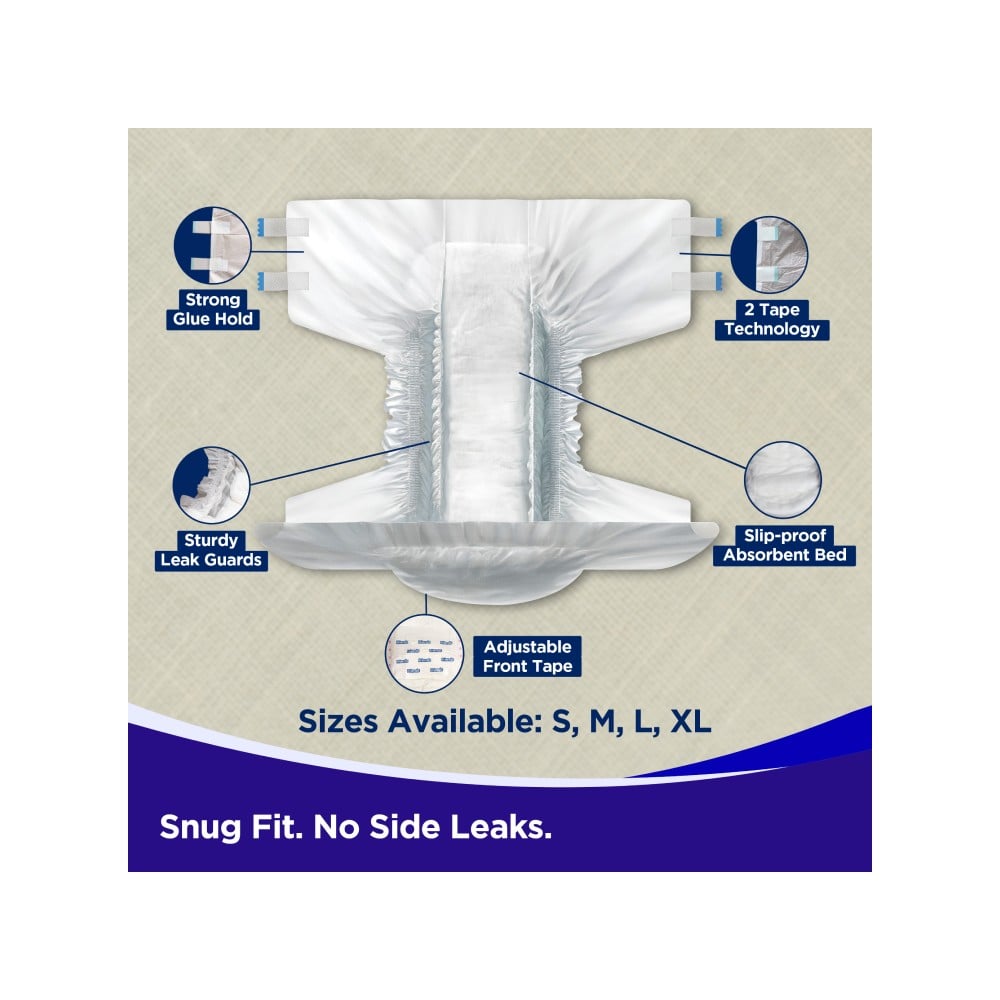 Strong
Glue Hold
2 Tape
Technology
Sturdy
Leak Guards
Slip-proof
Absorbent Bed
Adjustable
Front Tape
Sizes Available: S, M, L, XL
Snug Fit. No Side Leaks.